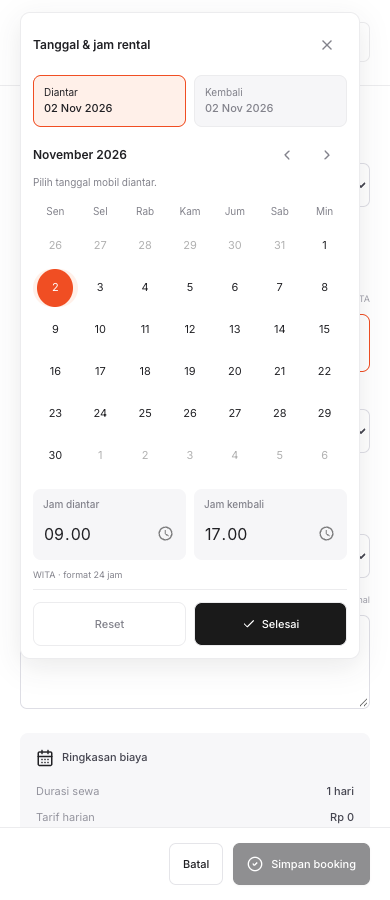 Tanggal & jam rental
Diantar
02 Nov 2026
Kembali
02 Nov 2026
November 2026
Pilih tanggal mobil diantar.
Sen Sel Rab Kam Jum Sab Min
26 27 28 29 30 31 1
2 3 4 5 6 7 8
9 10 11 12 13 14 15
16 17 18 19 20 21 22
23 24 25 26 27 28 29
30 1 2 3 4 5 6
TA
Jam diantar
09.00
Jam kembali
17.00
WITA · format 24 jam
Reset
Selesai
Ringkasan biaya
Durasi sewa 1 hari
Tarif harian Rp 0
Batal
Simpan booking